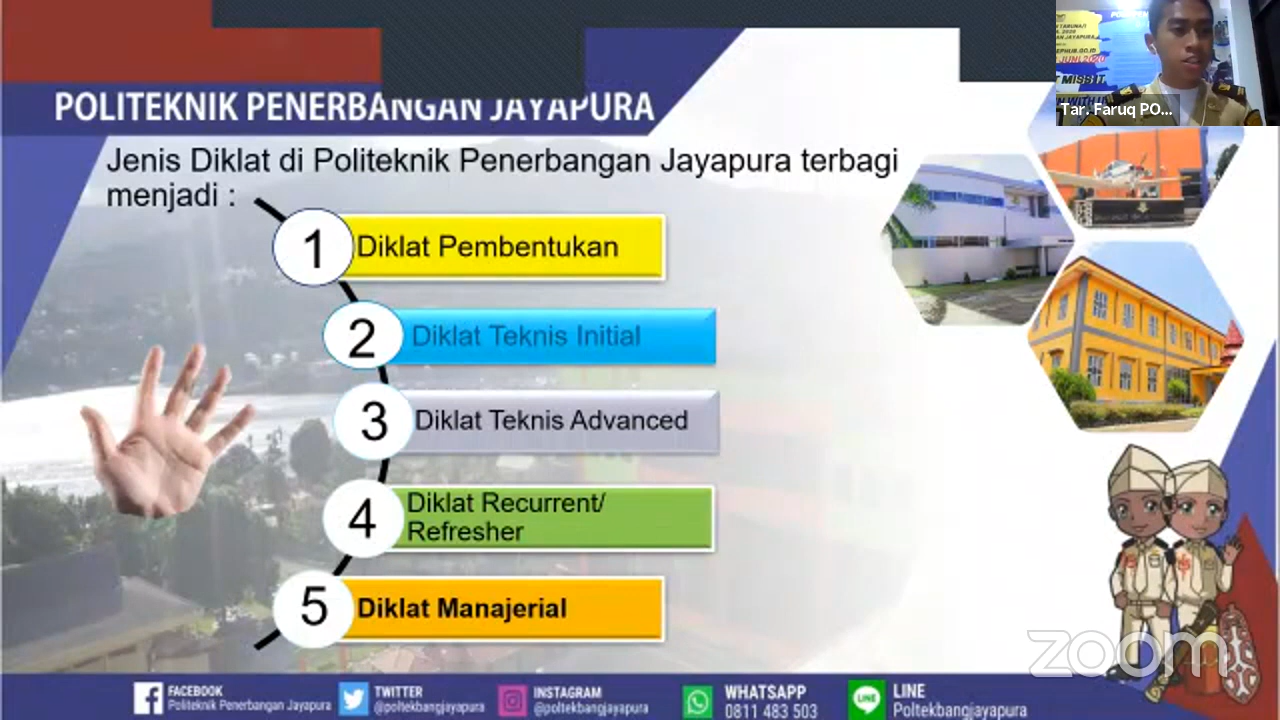 POLITEKNIK PENERBANGAN JAYAPURA
Jenis Diklat di Politeknik Penerbangan Jayapura terbagi
menjadi :
1
Diklat Pembentukan
2
Diklat Teknis Initial
3
Diklat Teknis Advanced
4
Diklat Recurrent/
Refresher
5
Diklat Manajerial
Tar. Faruq PO...
zoom
FACEBOOK
Politeknik Penerbangan Jayapura
TWITTER
@poltekbangjayapura
INSTAGRAM
@poltekbangjayapura
WHATSAPP
0811 483 503
LINE
Poltekbangjayapura